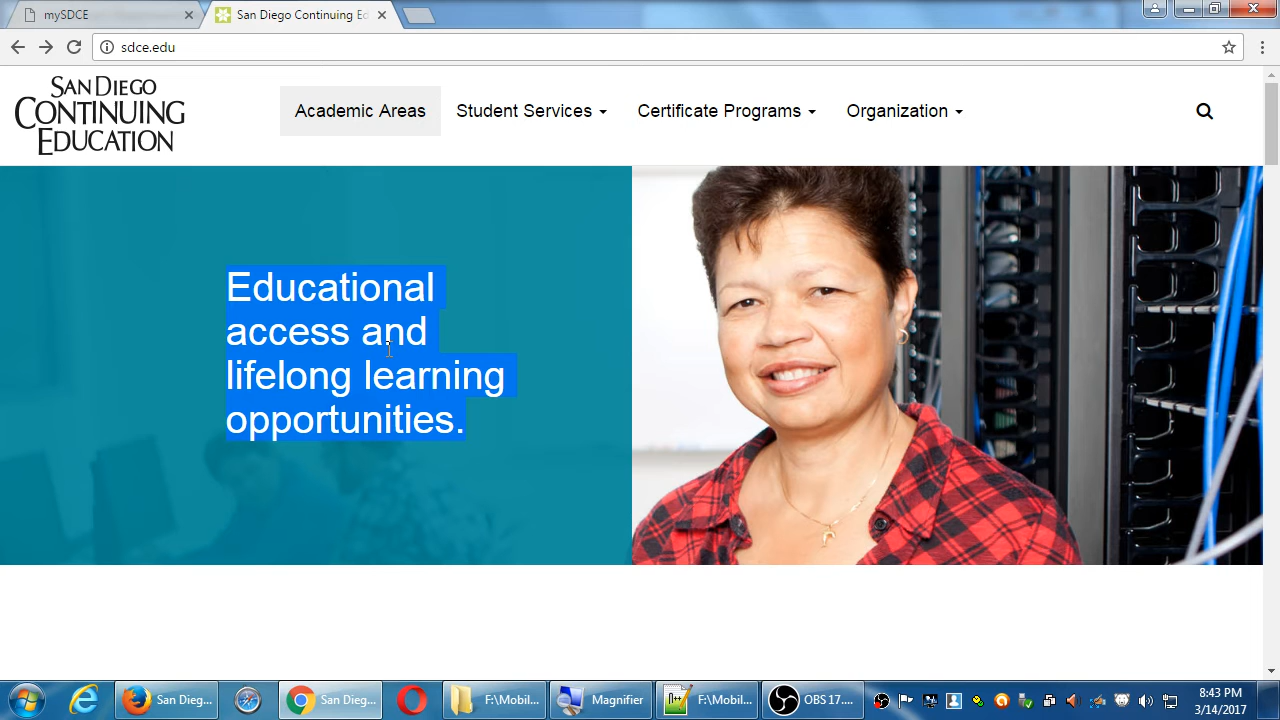 mySDCE
San Diego Continuing Ed
sdce.edu
SAN DIEGO
CONTINUING
EDUCATION
Academic Areas
Student Services
Certificate Programs
Organization
Educational
access and
lifelong learning
opportunities.
San Dieg...
San Dieg...
F:\Mobil...
Magnifier
F:\Mobil...
OBS 17....
8:43 PM
3/14/2017